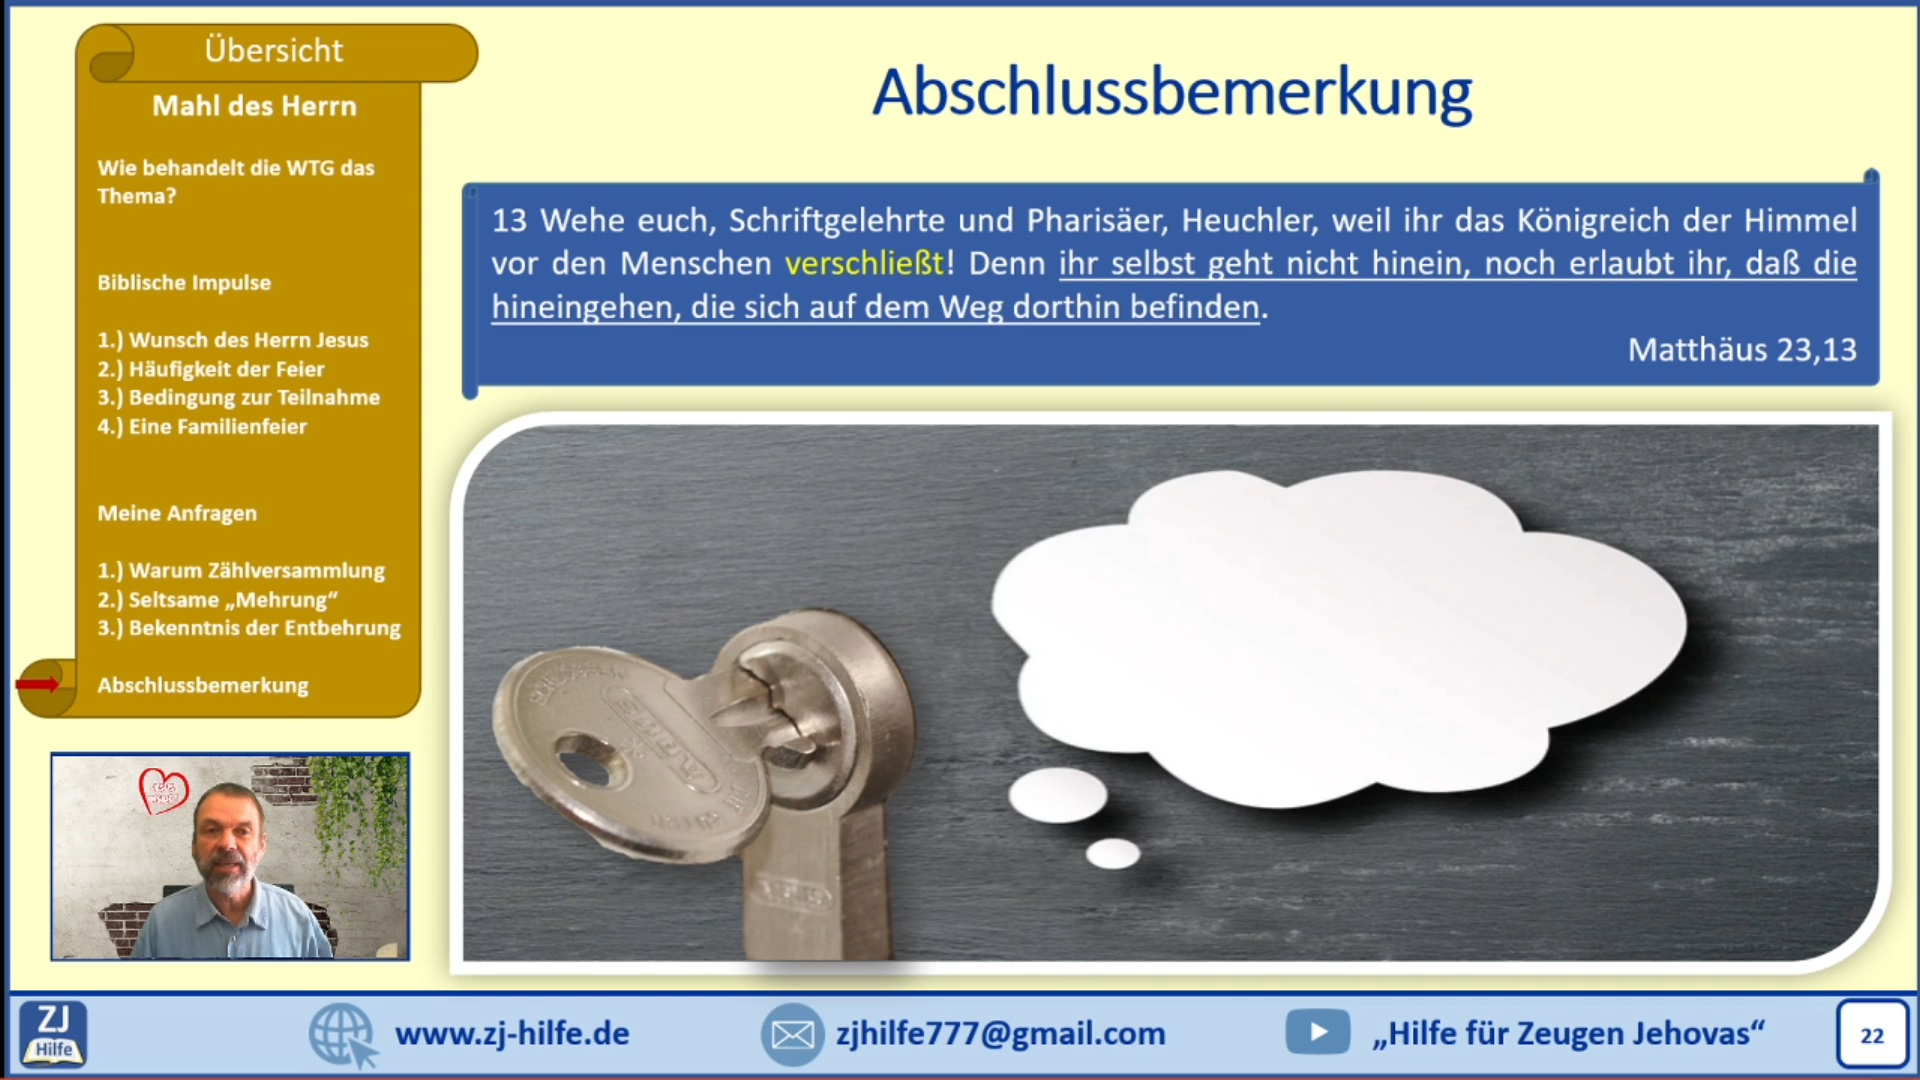 Übersicht
Mahl des Herrn
Wie behandelt die WTG das
Thema?
Biblische Impulse
1.) Wunsch des Herrn Jesus
2.) Häufigkeit der Feier
3.) Bedingung zur Teilnahme
4.) Eine Familienfeier
Meine Anfragen
1.) Warum Zählversammlung
2.) Seltsame „Mehrung“
3.) Bekenntnis der Entbehrung
Abschlussbemerkung
Abschlussbemerkung
13 Wehe euch, Schriftgelehrte und Pharisäer, Heuchler, weil ihr das Königreich der Himmel
vor den Menschen verschließt! Denn ihr selbst geht nicht hinein, noch erlaubt ihr, daß die
hineingehen, die sich auf dem Weg dorthin befinden.
Matthäus 23,13
ABUS
ZJ
Hilfe
www.zj-hilfe.de
zjhilfe777@gmail.com
„Hilfe für Zeugen Jehovas“
22